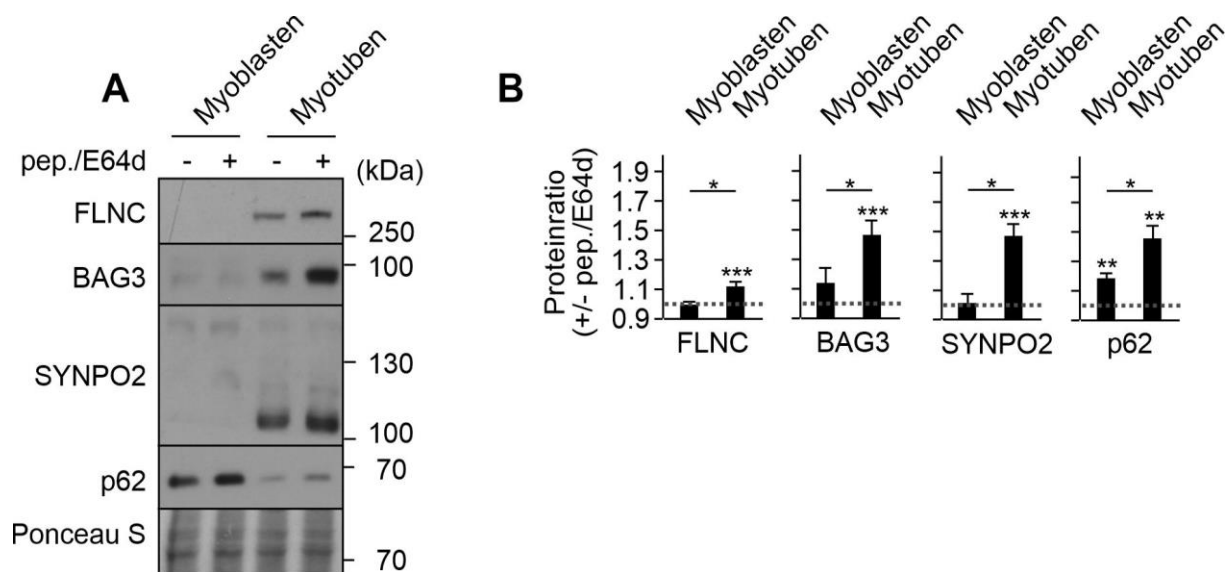 A
Myoblasten
Myotuben
pep./E64d - + - + (kDa)
FLNC
250
BAG3
100
SYNPO2
130
100
p62
70
Ponceau S
70
B
Myoblasten
Myotuben
Myoblasten
Myotuben
Myoblasten
Myotuben
Myoblasten
Myotuben
Proteinratio
(+/- pep./E64d)
1.9
1.7
1.5
1.3
1.1
0.9
* ***
* ***
* ***
* ** **
FLNC BAG3 SYNPO2 p62